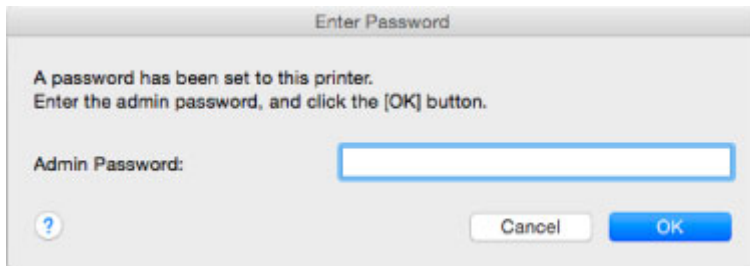 Enter Password
A password has been set to this printer.
Enter the admin password, and click the [OK] button.
Admin Password:
?
Cancel
OK